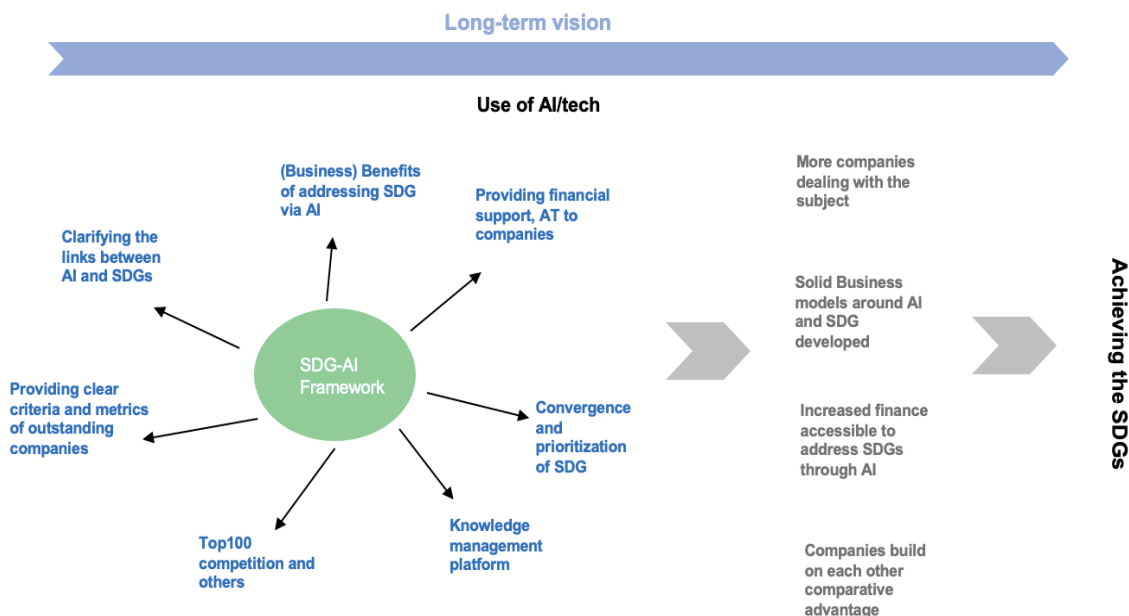 Long-term vision
Use of AI/tech
(Business) Benefits
of addressing SDG
via AI
Providing financial
support, AT to
companies
Clarifying the
links between
AI and SDGs
SDG-AI
Framework
Providing clear
criteria and metrics
of outstanding
companies
Convergence
and
prioritization
of SDG
Top100
competition and
others
Knowledge
management
platform
More companies
dealing with the
subject
Solid Business
models around AI
and SDG
developed
Increased finance
accessible to
address SDGs
through AI
Companies build
on each other
comparative
advantage
Achieving the SDGs